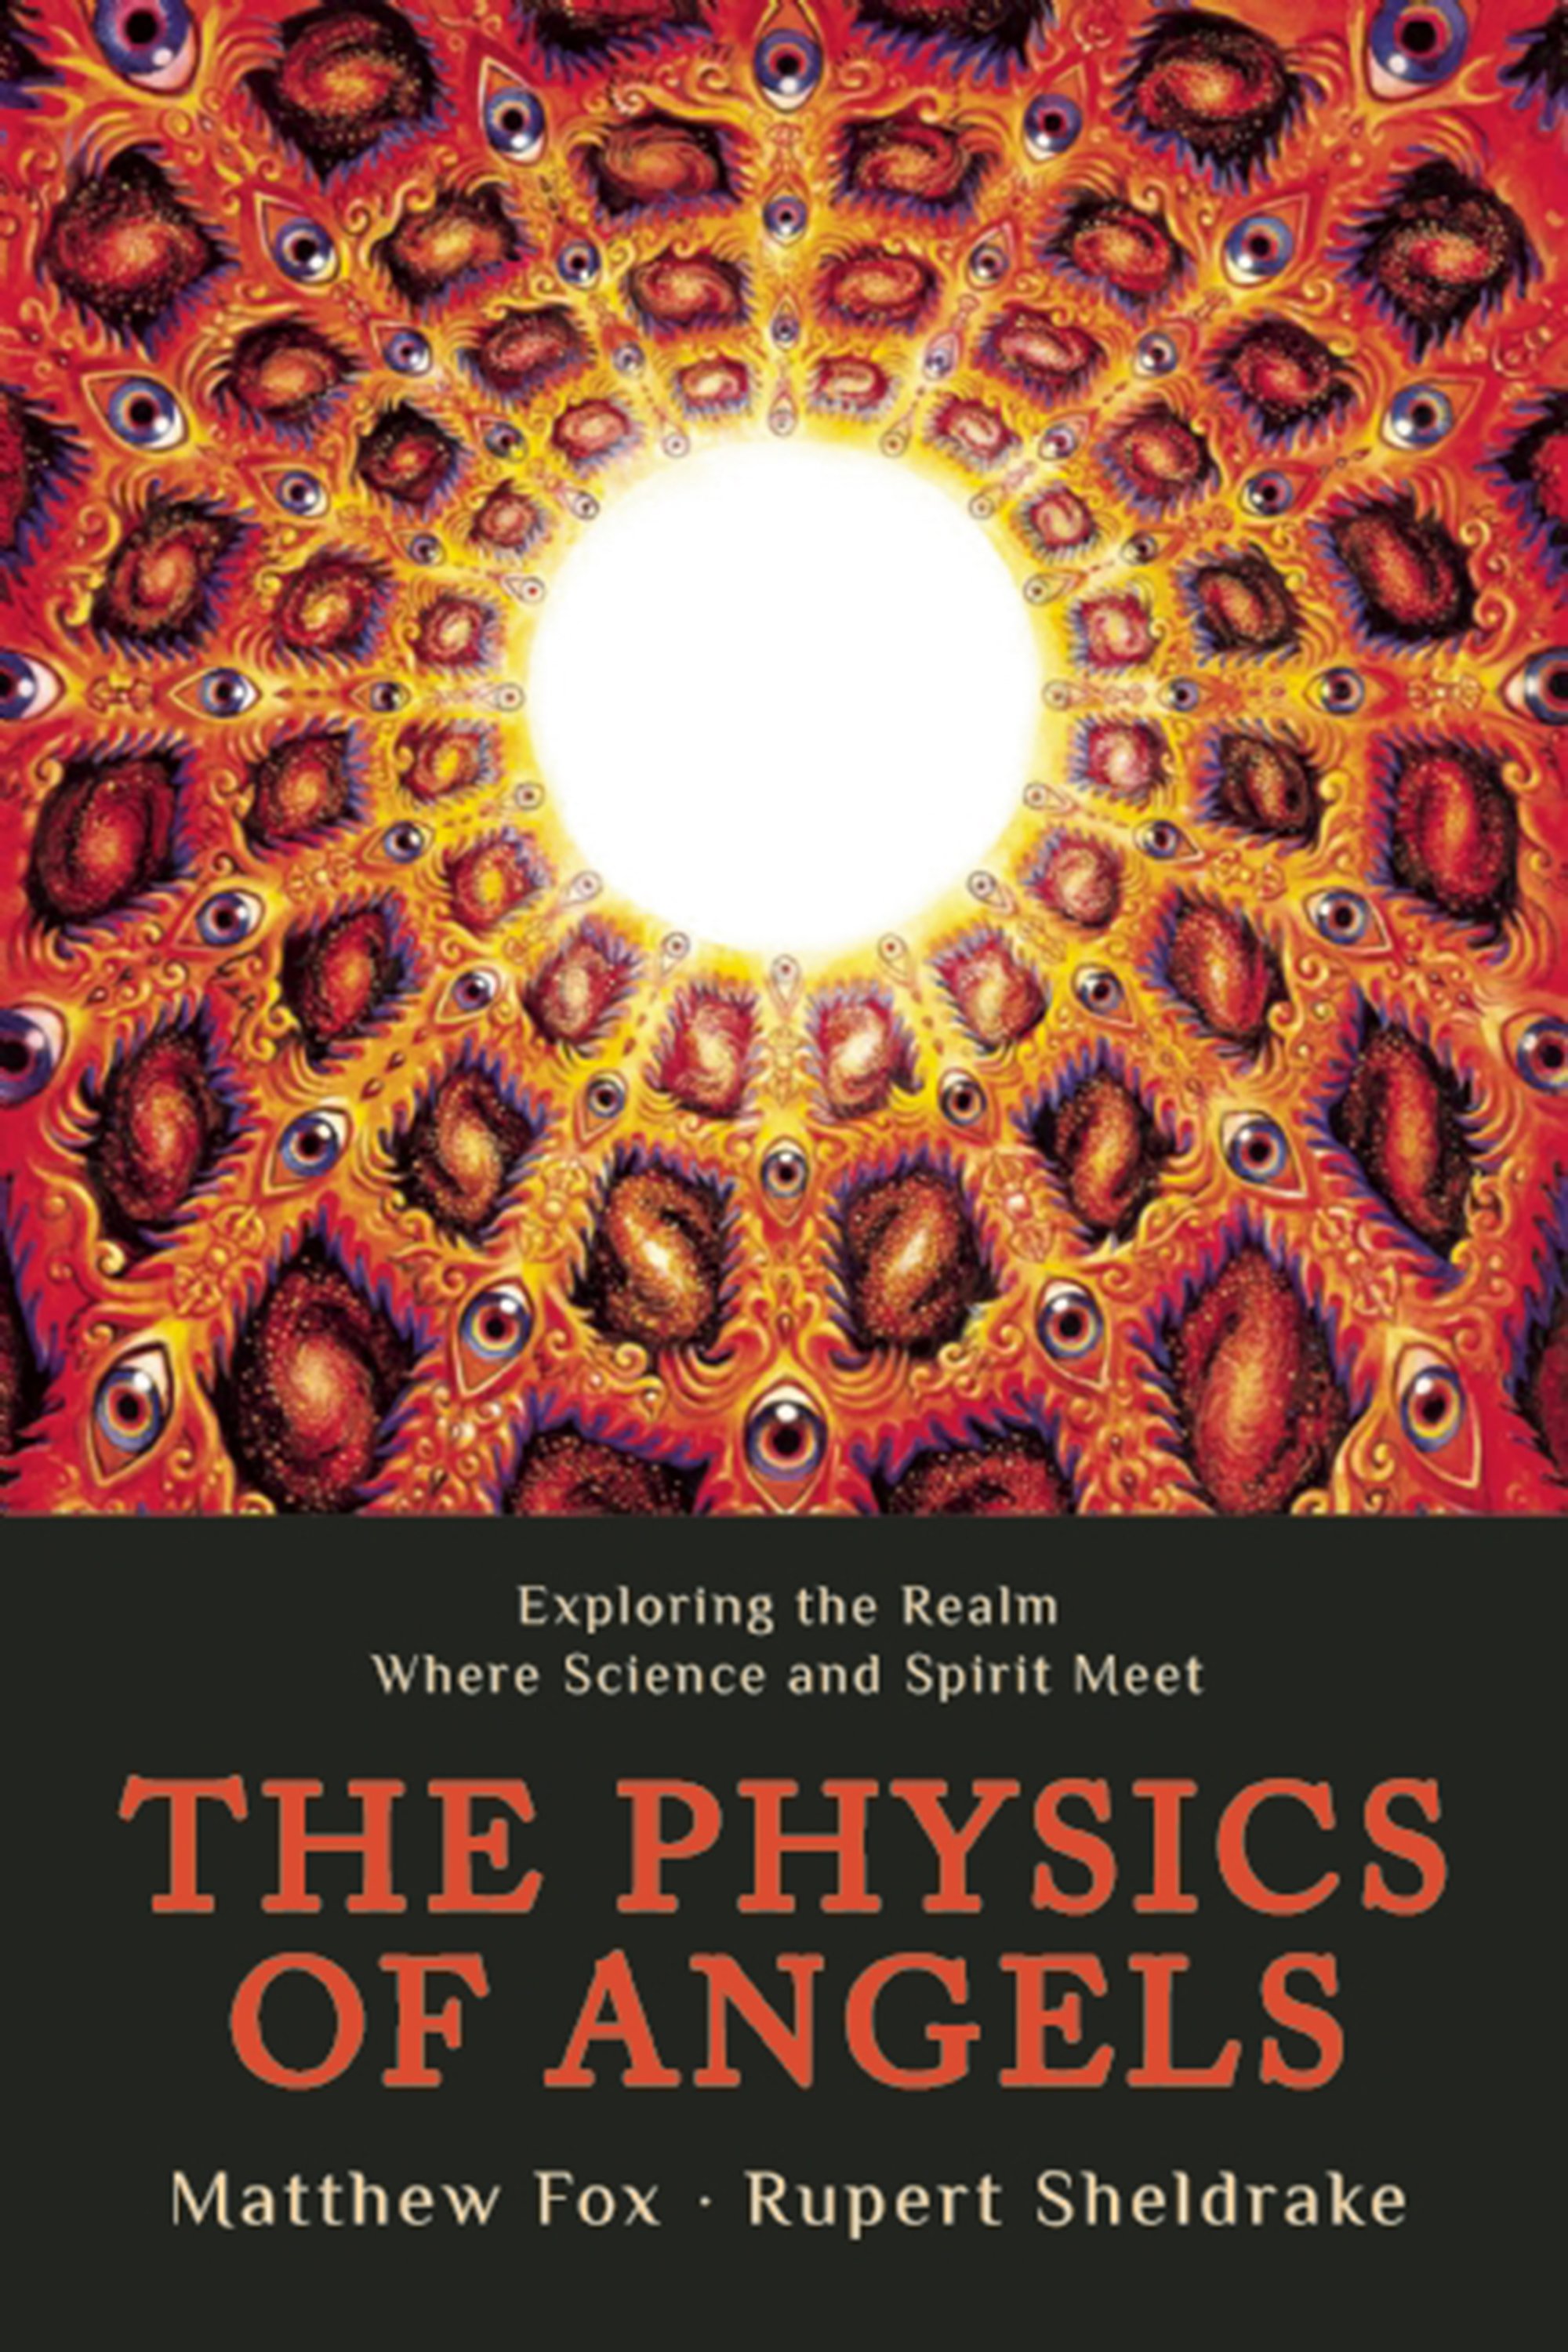 Exploring the Realm
Where Science and Spirit Meet
THE PHYSICS
OF ANGELS
Matthew Fox · Rupert Sheldrake